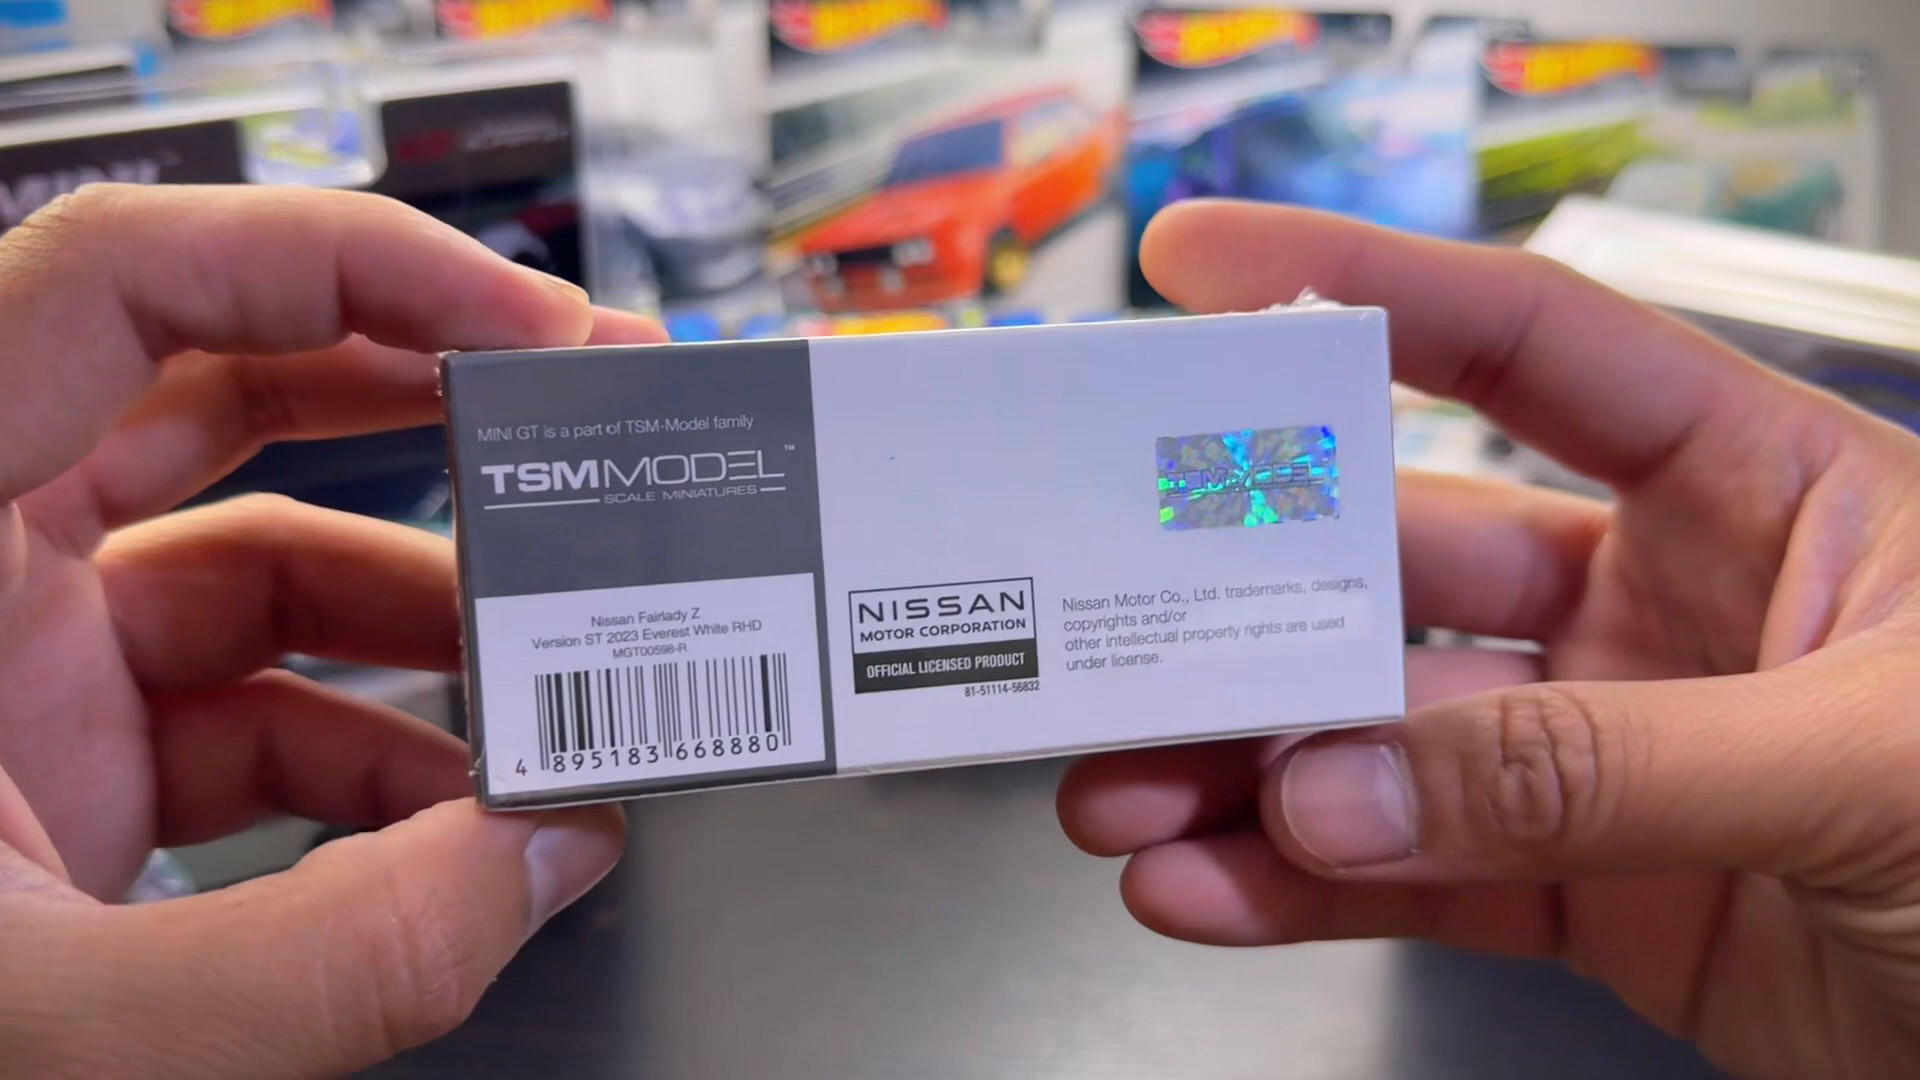 MINI GT is a part of TSM-Model family
TSMMODEL™
SCALE MINIATURES
Nissan Fairlady Z
Version ST 2023 Everest White RHD
MGT00598-R
4 895183 668880
NISSAN
MOTOR CORPORATION
OFFICIAL LICENSED PRODUCT
81-51114-56832
TSMMODEL
Nissan Motor Co., Ltd. trademarks, designs,
copyrights and/or
other intellectual property rights are used
under license.